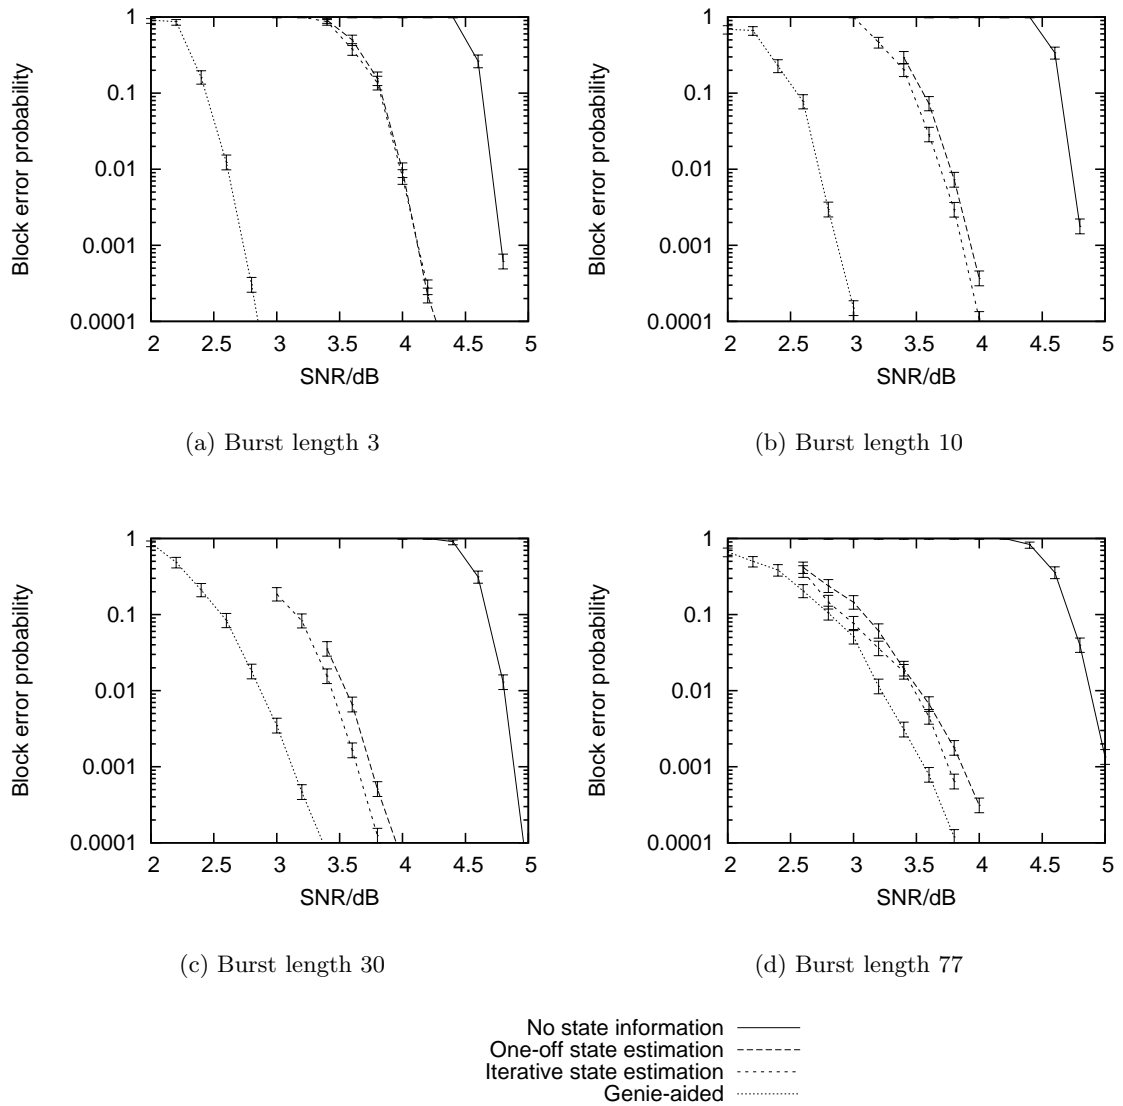 Block error probability
1
0.1
0.01
0.001
0.0001
2 2.5 3 3.5 4 4.5 5
SNR/dB
(a) Burst length 3
Block error probability
1
0.1
0.01
0.001
0.0001
2 2.5 3 3.5 4 4.5 5
SNR/dB
(b) Burst length 10
Block error probability
1
0.1
0.01
0.001
0.0001
2 2.5 3 3.5 4 4.5 5
SNR/dB
(c) Burst length 30
Block error probability
1
0.1
0.01
0.001
0.0001
2 2.5 3 3.5 4 4.5 5
SNR/dB
(d) Burst length 77
No state information
One-off state estimation
Iterative state estimation
Genie-aided